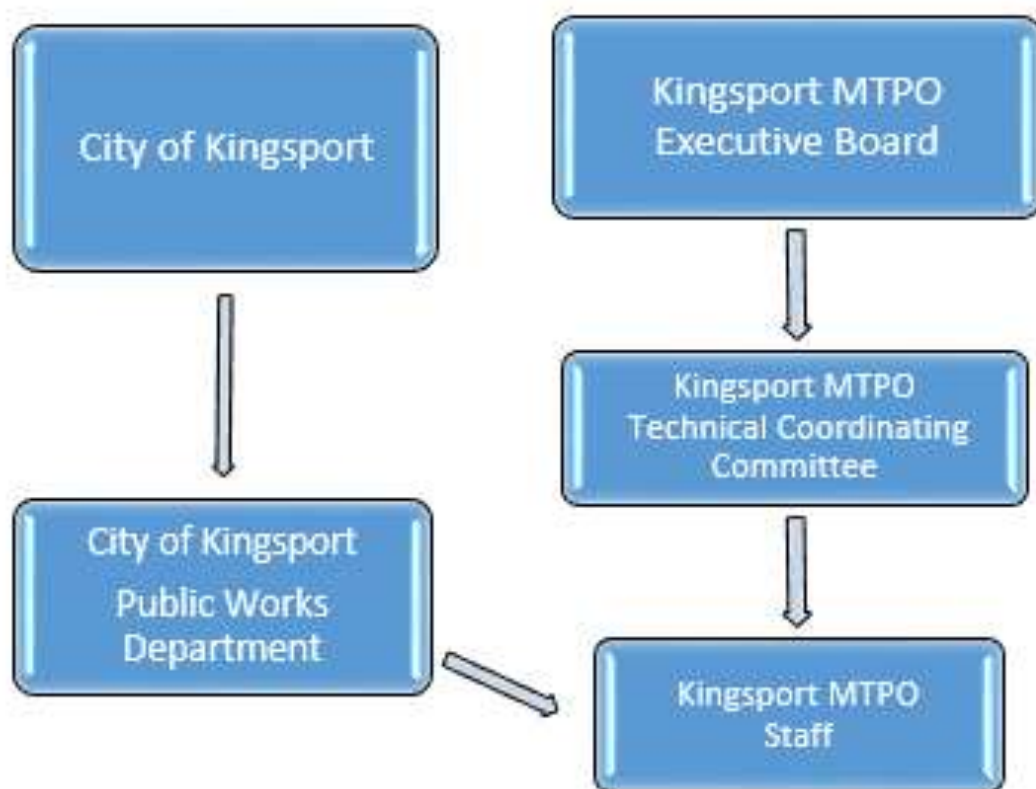 City of Kingsport
Kingsport MTPO
Executive Board
Kingsport MTPO
Technical Coordinating
Committee
City of Kingsport
Public Works
Department
Kingsport MTPO
Staff